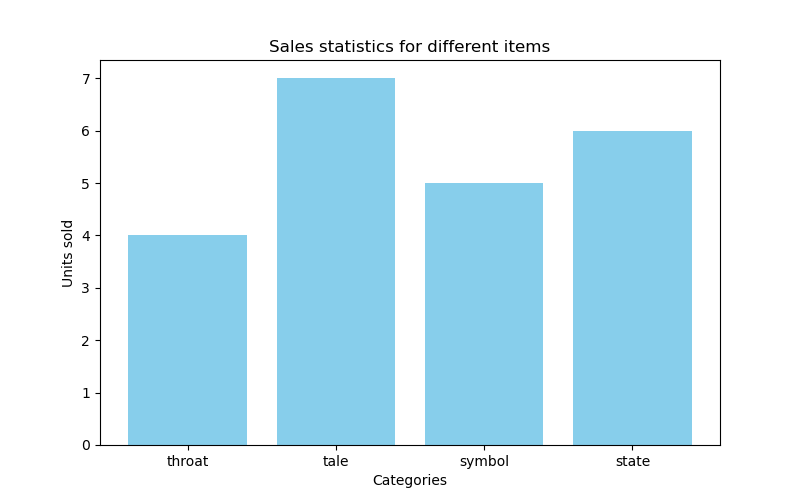 Sales statistics for different items
Units sold
7
6
5
4
3
2
1
0
throat tale symbol state
Categories